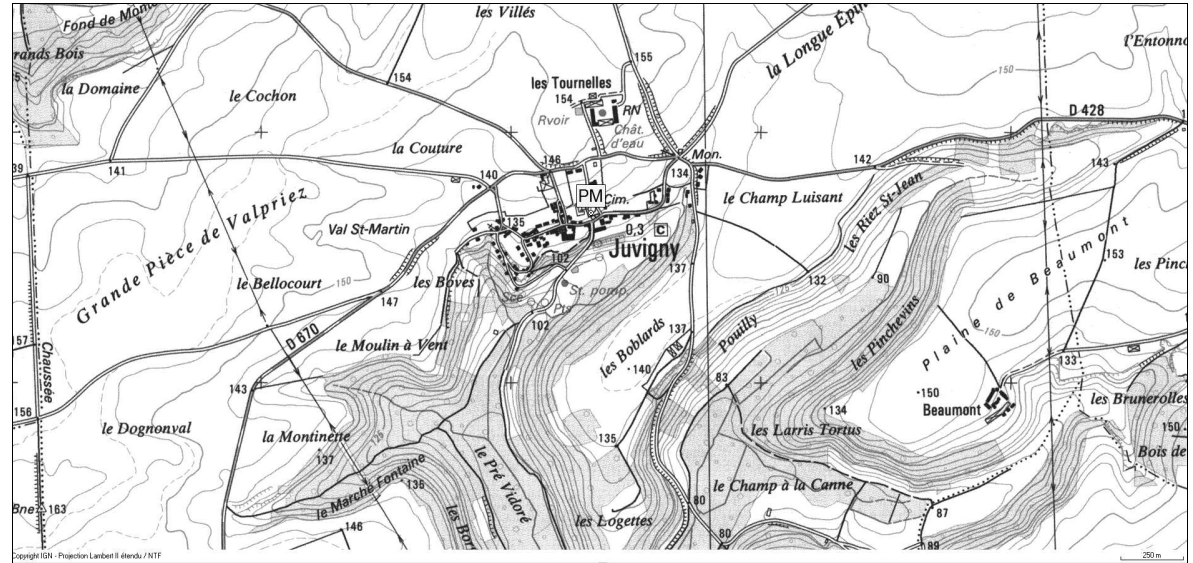 Fond de
les Villés
la Longue
rands Bois
l'Entonno
la Domaine
154
155
les Tournelles
150
le Cochon
154
RN
D 428
Rvoir
Chât.
d'eau
la Couture
146
Mon.
142
143
39
141
140
134
PM
Cim.
le Champ Luisant
les Riez St-Jean
Grande Pièce de Valpriez
Val St-Martin
135
0,3
C
Juvigny
Plaine de Beaumont
102
137
132
90
153
les Pinch
le Bellocourt
150
les Boves
147
Sce
St. pomp.
125
Pts
102
D 670
le Moulin à Vent
137
Pouilly
les Pinchevins
150
157
Chaussée
les Boblards
133
143
140
83
150
les Brunerolles
156
134
Beaumont
le Dognonval
la Montinette
125
135
les Larris Tortus
150
Bois de
137
le Marché Fontaine
136
le Pré Vidoré
le Champ à la Canne
Bne
163
146
les Bor
les Logettes
80
80
87
89
Copyright IGN - Projection Lambert II étendu / NTF
250 m